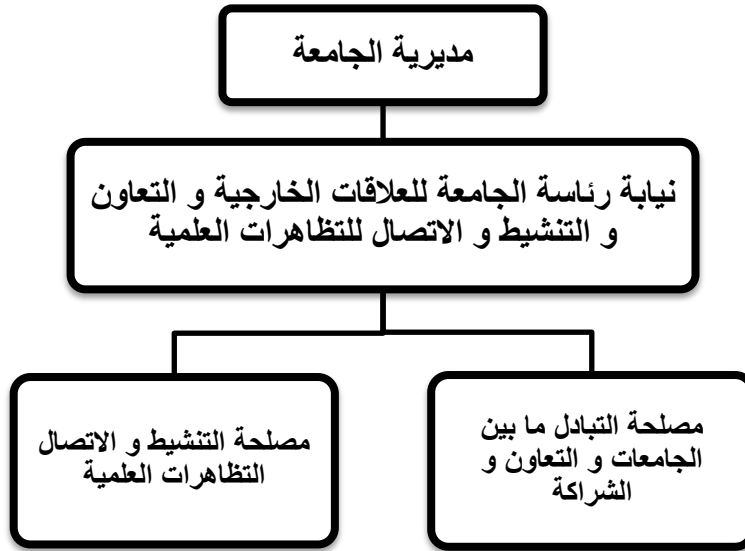 مديرية الجامعة
نيابة رئاسة الجامعة للعلاقات الخارجية و التعاون
و التنشيط و الاتصال للتظاهرات العلمية
مصلحة التبادل ما بين
الجامعات و التعاون و
الشراكة
مصلحة التنشيط و الاتصال
التظاهرات العلمية